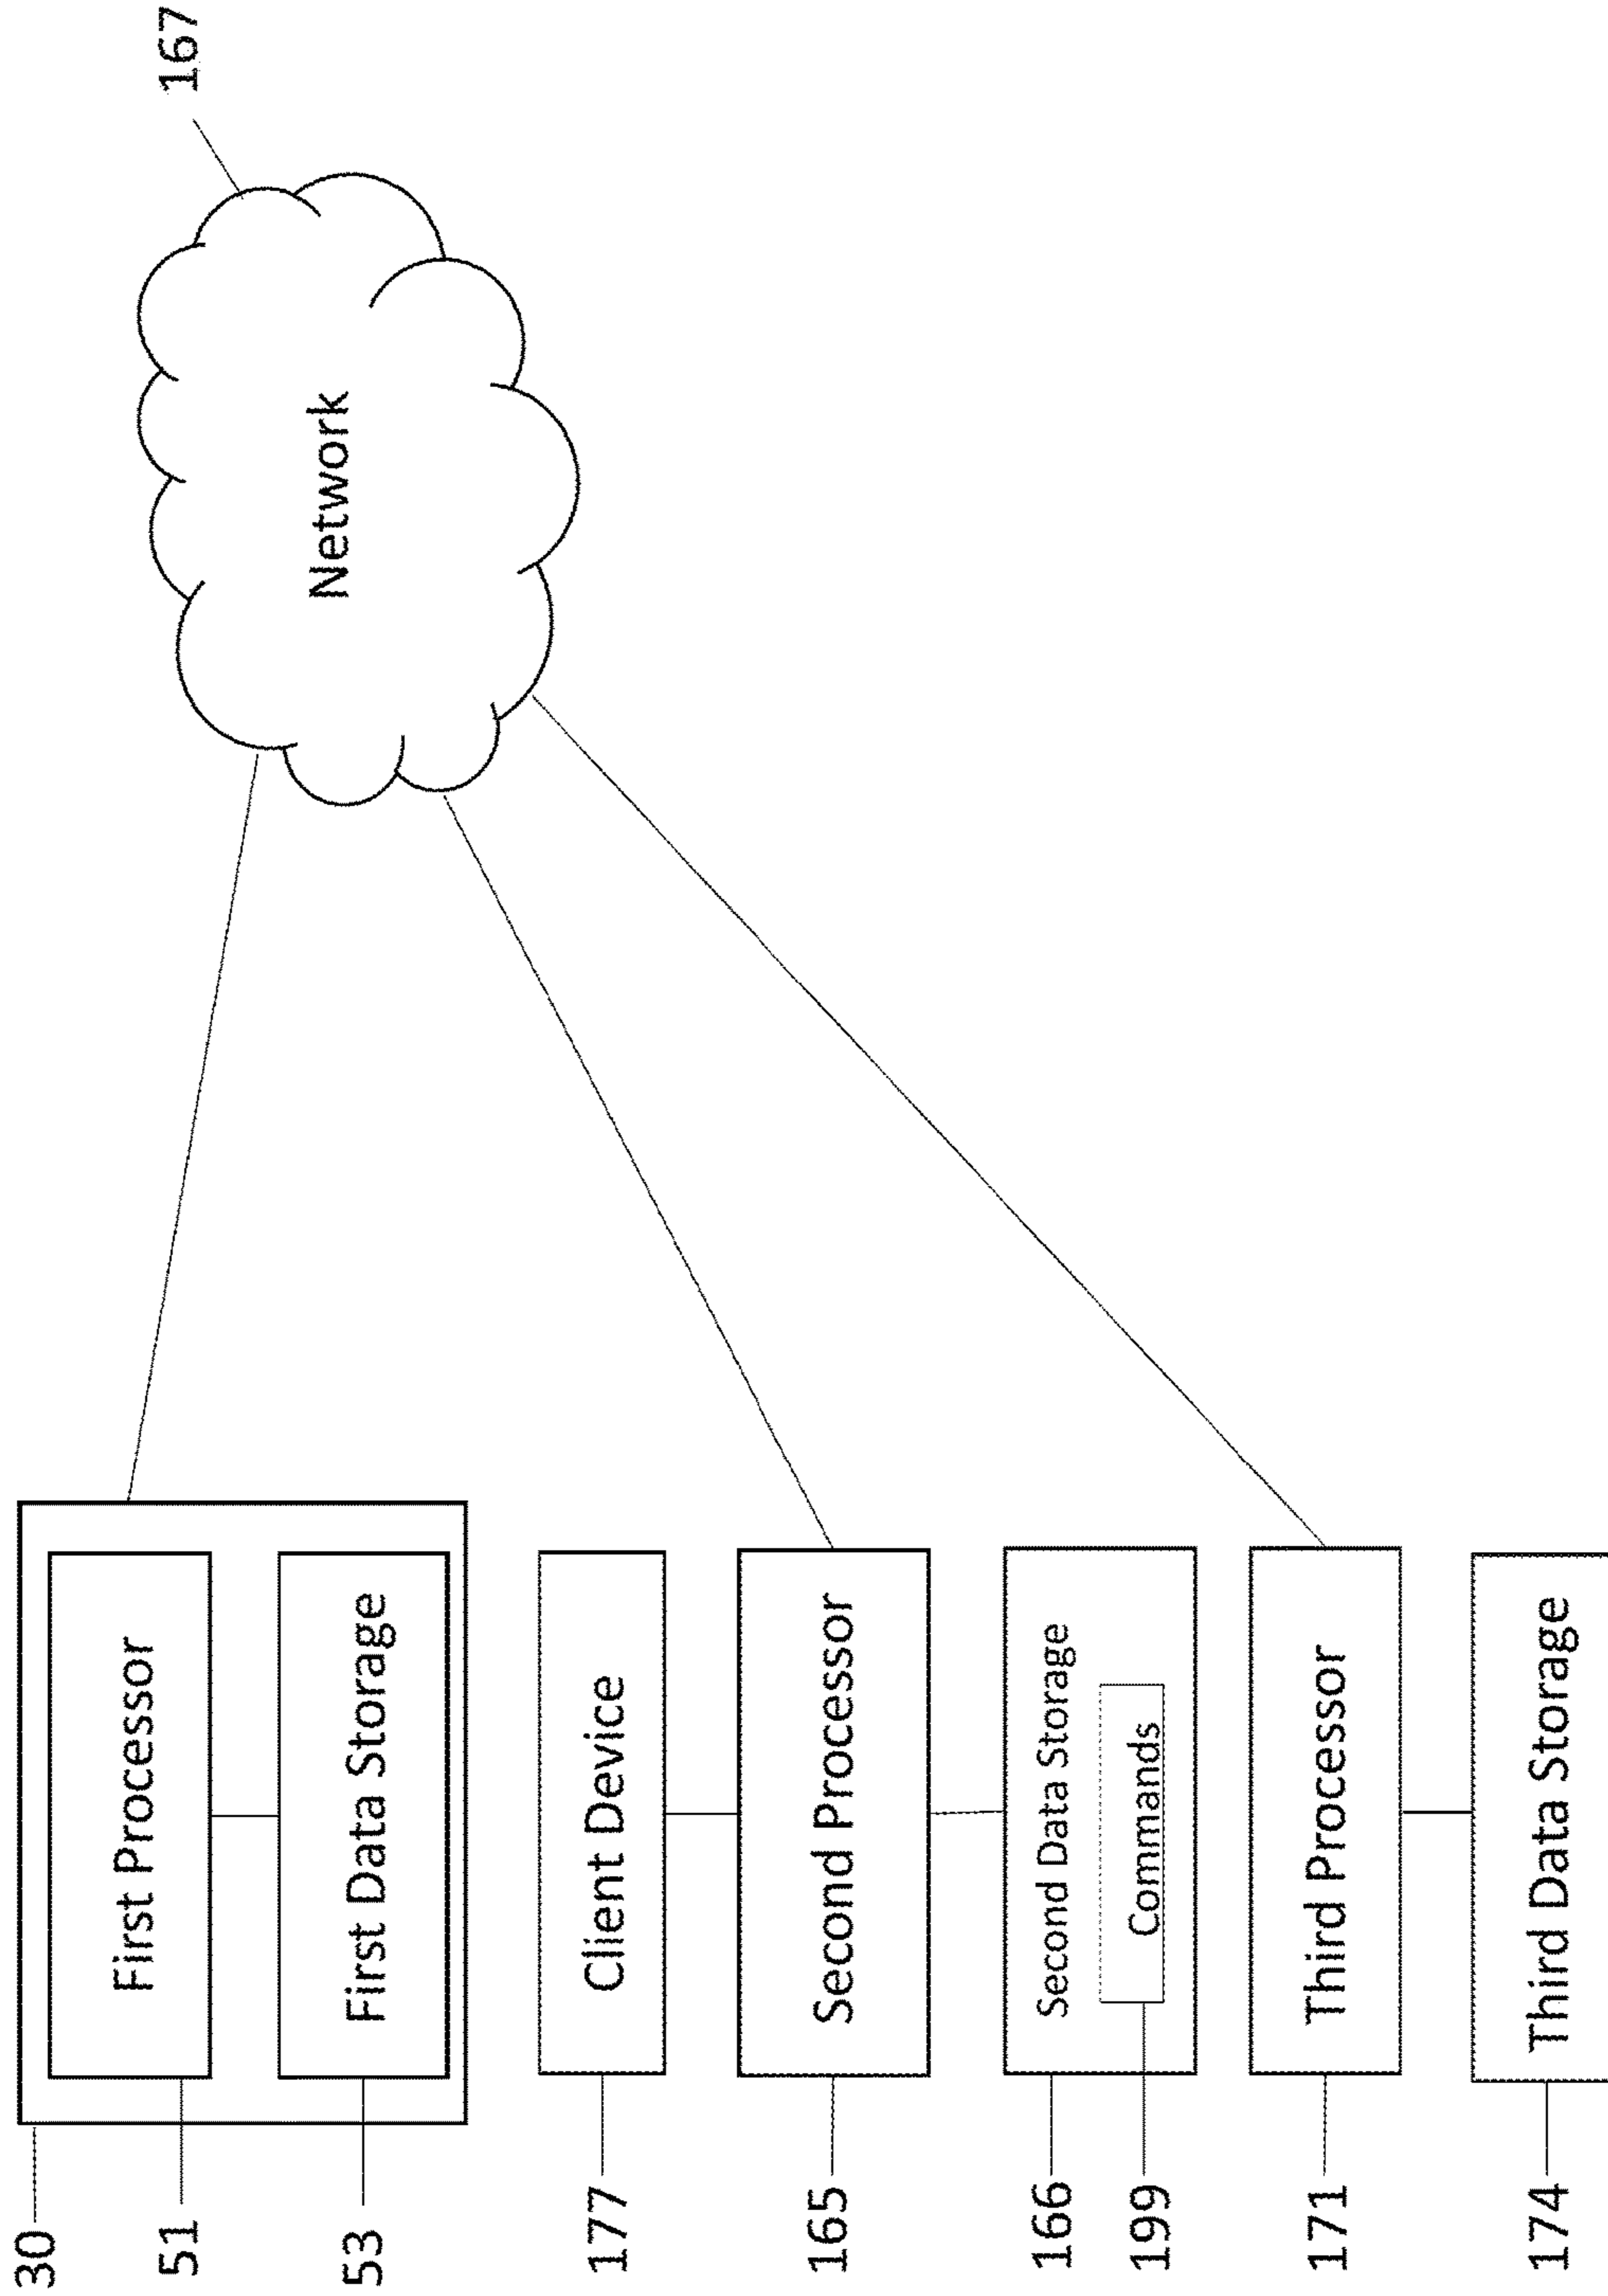 30
51
First Processor
53
First Data Storage
177
Client Device
165
Second Processor
166
Second Data Storage
199
Commands
171
Third Processor
174
Third Data Storage
Network
167